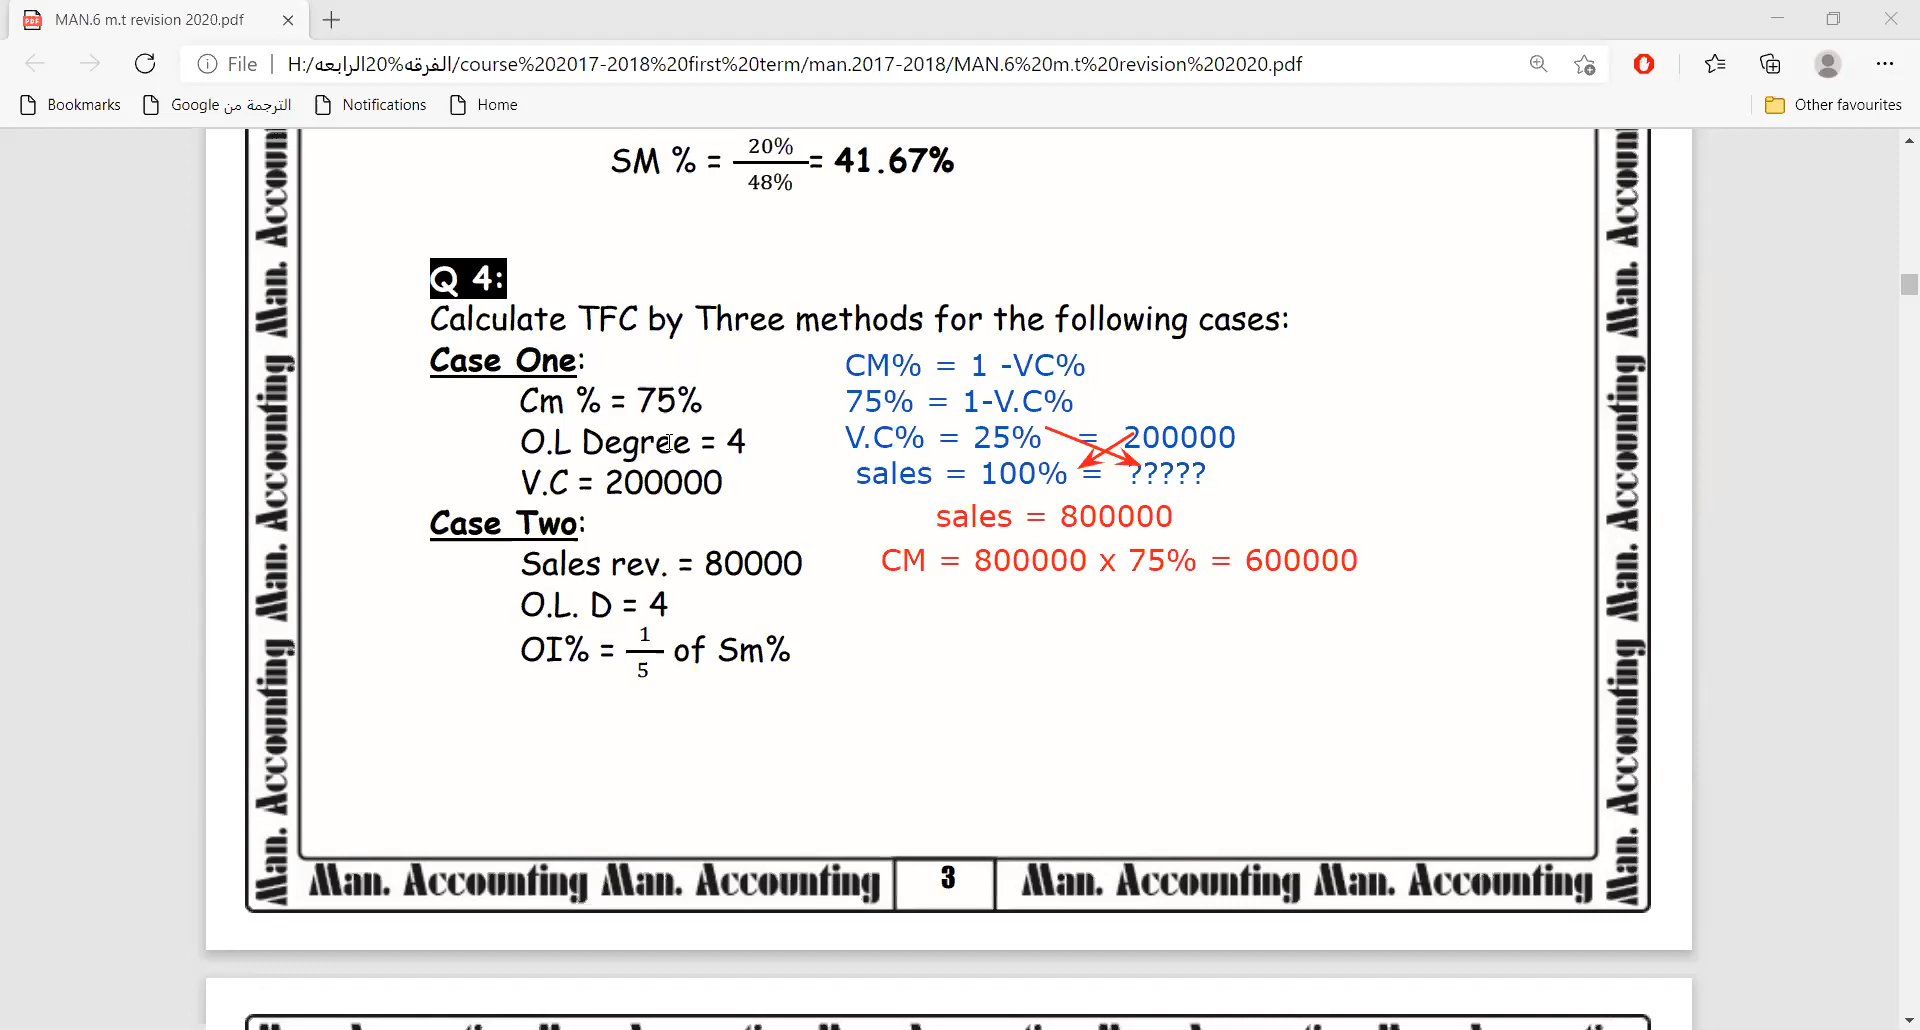 MAN.6 m.t revision 2020.pdf
File | H:/الفرقه%20الرابعه/course%202017-2018%20first%20term/man.2017-2018/MAN.6%20m.t%20revision%202020.pdf
Bookmarks الترجمة من Google Notifications Home Other favourites
SM % = 20%/48% = 41.67%
Q 4:
Calculate TFC by Three methods for the following cases:
Case One:
Cm % = 75%
O.L Degree = 4
V.C = 200000
Case Two:
Sales rev. = 80000
O.L. D = 4
OI% = 1/5 of Sm%
CM% = 1 -VC%
75% = 1-V.C%
V.C% = 25% = 200000
sales = 100% = ?????
sales = 800000
CM = 800000 x 75% = 600000
Man. Accounting Man. Accounting
3
Man. Accounting Man. Accounting
Man. Accounting Man. Accounting Man. Accoun
Man. Accounting Man. Accounting Man. Accoun